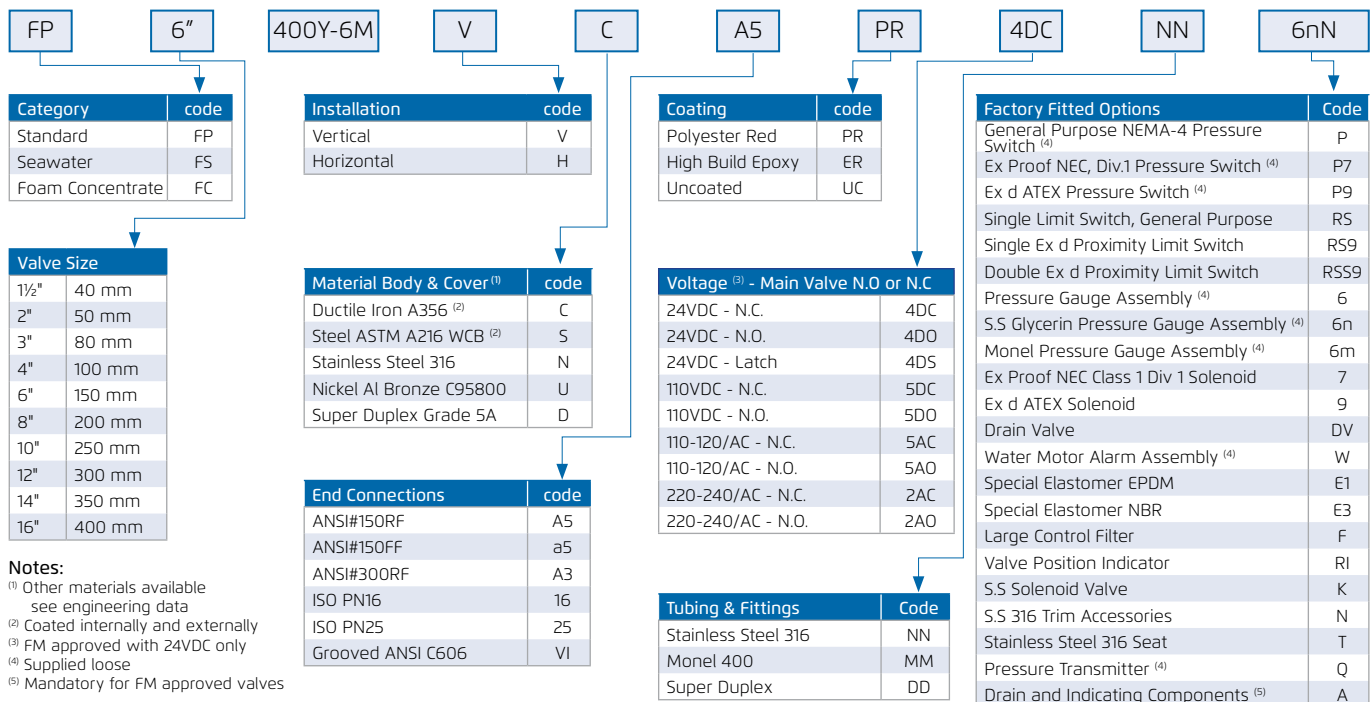 FP 6″ 400Y-6M V C A5 PR 4DC NN 6nN
Category code
Standard FP
Seawater FS
Foam Concentrate FC
Valve Size
1½" 40 mm
2" 50 mm
3" 80 mm
4" 100 mm
6" 150 mm
8" 200 mm
10" 250 mm
12" 300 mm
14" 350 mm
16" 400 mm
Notes:
(1) Other materials available
see engineering data
(2) Coated internally and externally
(3) FM approved with 24VDC only
(4) Supplied loose
(5) Mandatory for FM approved valves
Installation code
Vertical V
Horizontal H
Material Body & Cover (1) code
Ductile Iron A356 (2) C
Steel ASTM A216 WCB (2) S
Stainless Steel 316 N
Nickel Al Bronze C95800 U
Super Duplex Grade 5A D
End Connections code
ANSI#150RF A5
ANSI#150FF a5
ANSI#300RF A3
ISO PN16 16
ISO PN25 25
Grooved ANSI C606 VI
Coating code
Polyester Red PR
High Build Epoxy ER
Uncoated UC
Voltage (3) - Main Valve N.O or N.C
24VDC - N.C. 4DC
24VDC - N.O. 4DO
24VDC - Latch 4DS
110VDC - N.C. 5DC
110VDC - N.O. 5DO
110-120/AC - N.C. 5AC
110-120/AC - N.O. 5AO
220-240/AC - N.C. 2AC
220-240/AC - N.O. 2AO
Tubing & Fittings Code
Stainless Steel 316 NN
Monel 400 MM
Super Duplex DD
Factory Fitted Options Code
General Purpose NEMA-4 Pressure
Switch (4) P
Ex Proof NEC, Div.1 Pressure Switch (4) P7
Ex d ATEX Pressure Switch (4) P9
Single Limit Switch, General Purpose RS
Single Ex d Proximity Limit Switch RS9
Double Ex d Proximity Limit Switch RSS9
Pressure Gauge Assembly (4) 6
S.S Glycerin Pressure Gauge Assembly (4) 6n
Monel Pressure Gauge Assembly (4) 6m
Ex Proof NEC Class 1 Div 1 Solenoid 7
Ex d ATEX Solenoid 9
Drain Valve DV
Water Motor Alarm Assembly (4) W
Special Elastomer EPDM E1
Special Elastomer NBR E3
Large Control Filter F
Valve Position Indicator RI
S.S Solenoid Valve K
S.S 316 Trim Accessories N
Stainless Steel 316 Seat T
Pressure Transmitter (4) Q
Drain and Indicating Components (5) A